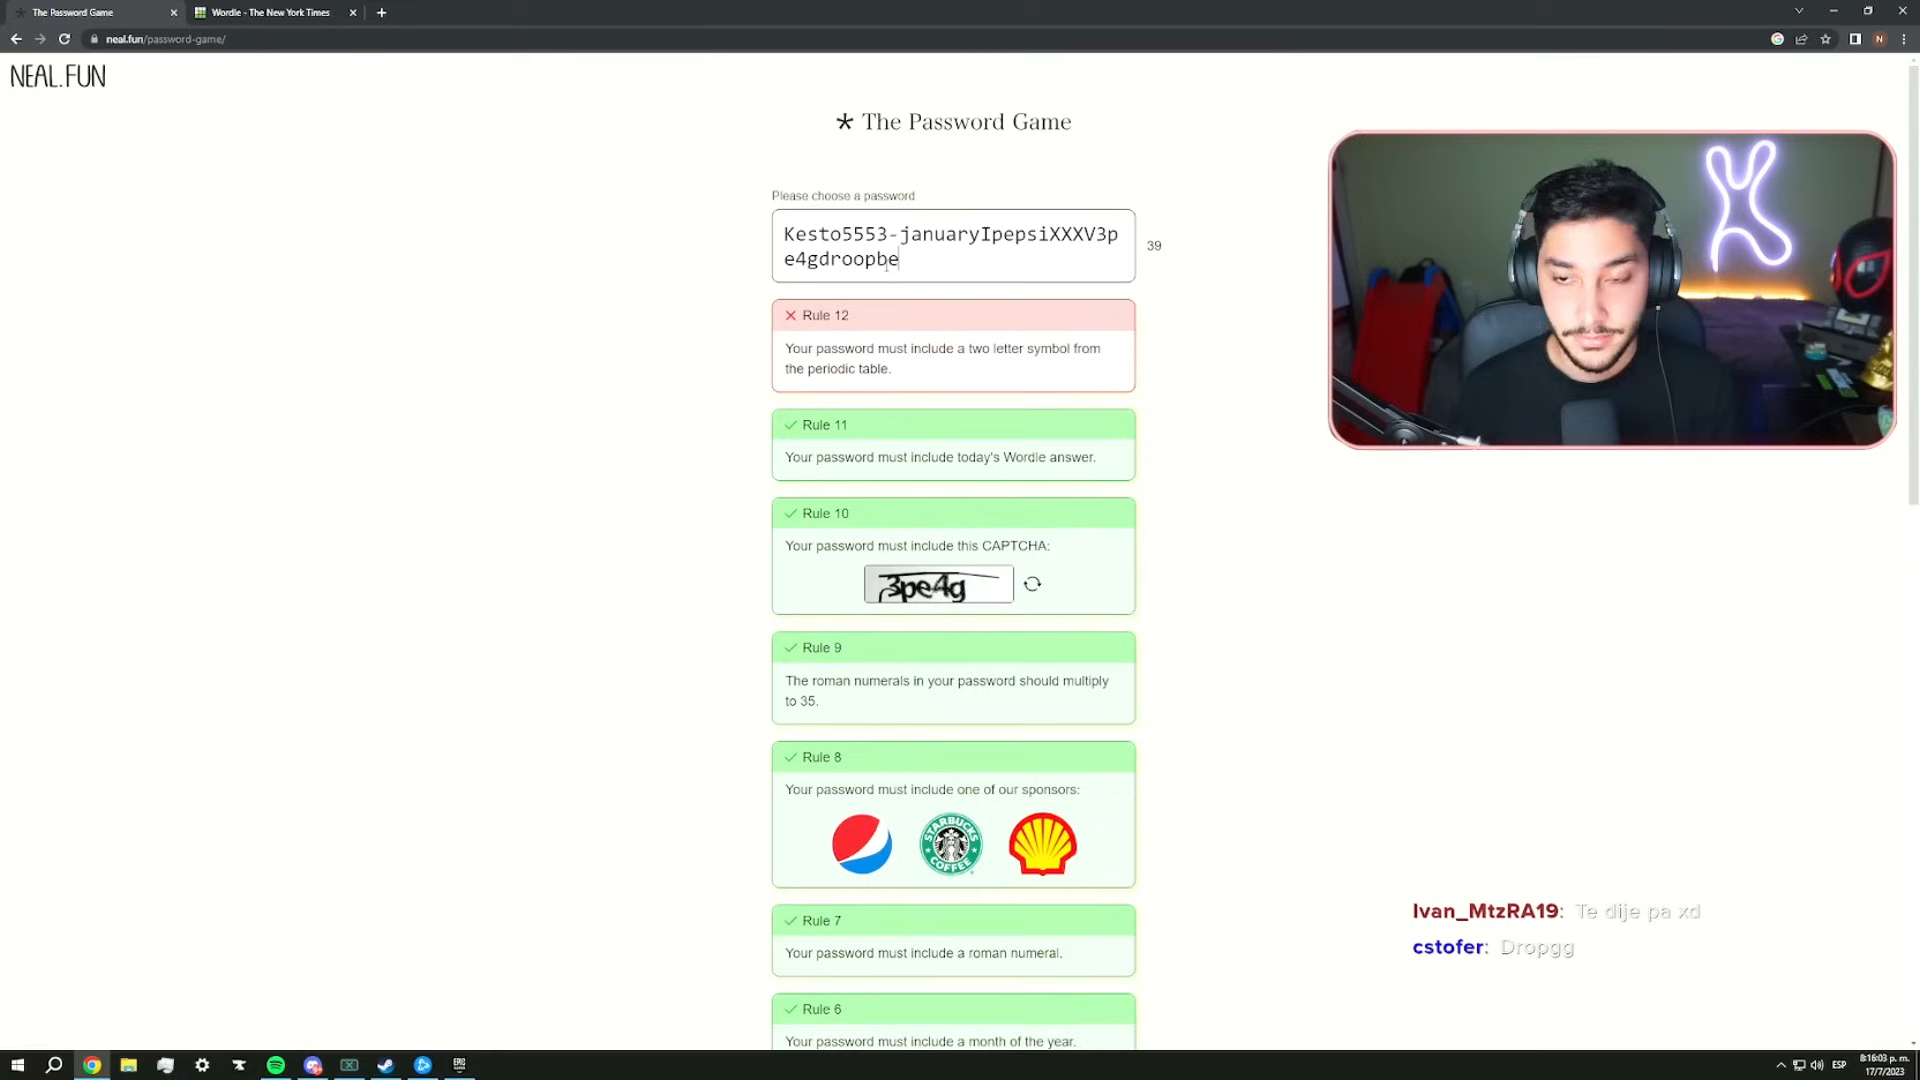 The Password Game
Wordle - The New York Times
neal.fun/password-game/
N
NEAL.FUN
* The Password Game
Please choose a password
Kesto5553-januaryIpepsiXXXV3p
e4gdroopbe
39
Rule 12
Your password must include a two letter symbol from
the periodic table.
Rule 11
Your password must include today's Wordle answer.
Rule 10
Your password must include this CAPTCHA:
3pe4g
Rule 9
The roman numerals in your password should multiply
to 35.
Rule 8
Your password must include one of our sponsors:
STARBUCKS
COFFEE
Rule 7
Your password must include a roman numeral.
Rule 6
Your password must include a month of the year.
Ivan_MtzRA19: Te dije pa xd
cstofer: Dropgg
EPIC
ESP
8:16:03 p. m.
17/7/2023